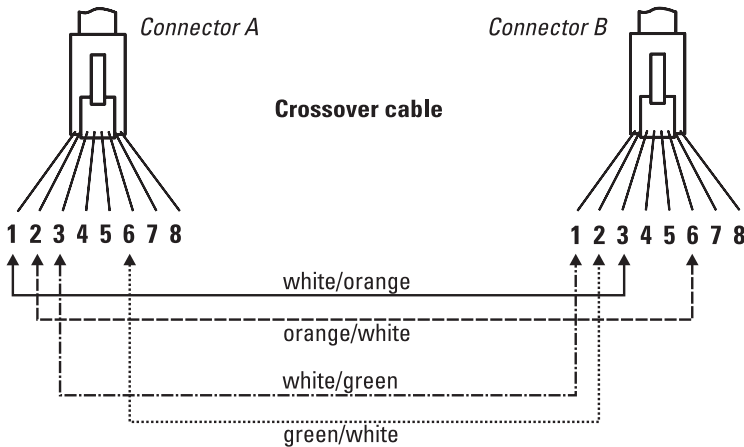 Connector A
Connector B
Crossover cable
1 2 3 4 5 6 7 8
1 2 3 4 5 6 7 8
white/orange
orange/white
white/green
green/white